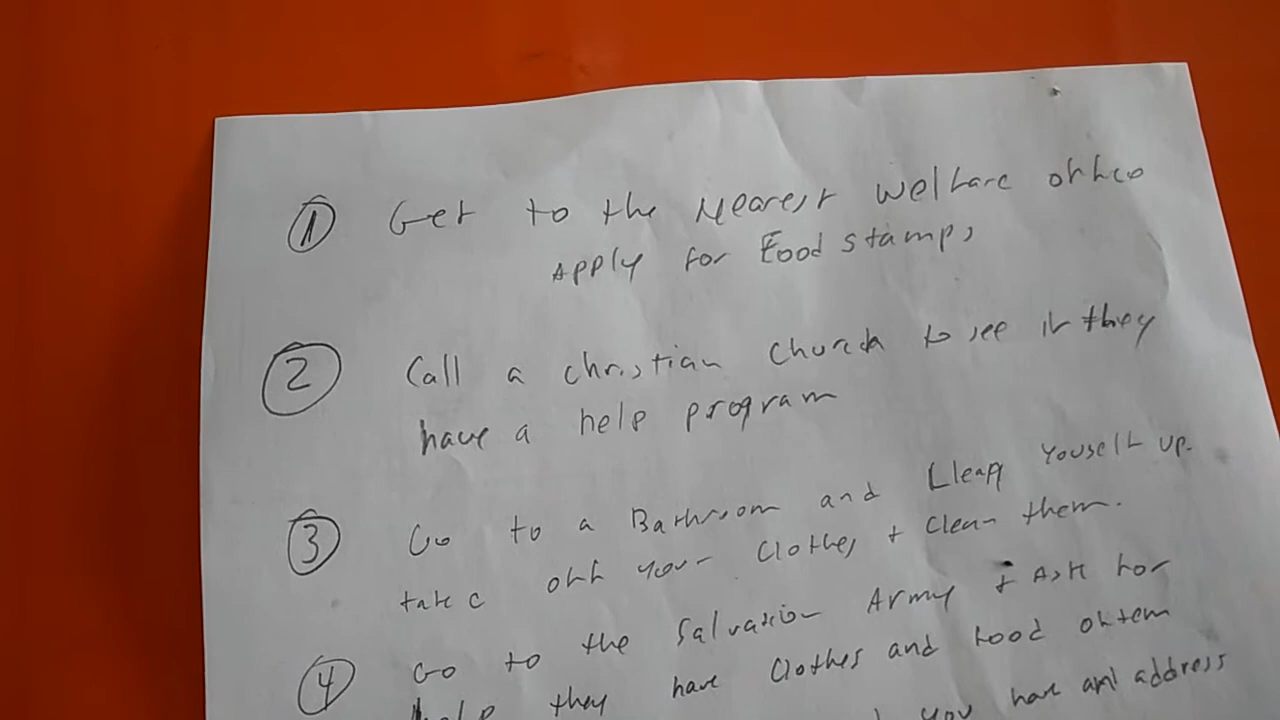 ① Get to the Nearest Welfare office
Apply for Food stamps
② Call a christian church to see if they
have a help program
③ Go to a Bathroom and Clean Youself up.
take off your Clothes + Clean them.
④ Go to the Salvation Army + Ask for
help they have Clothes and food oftem
you have an address